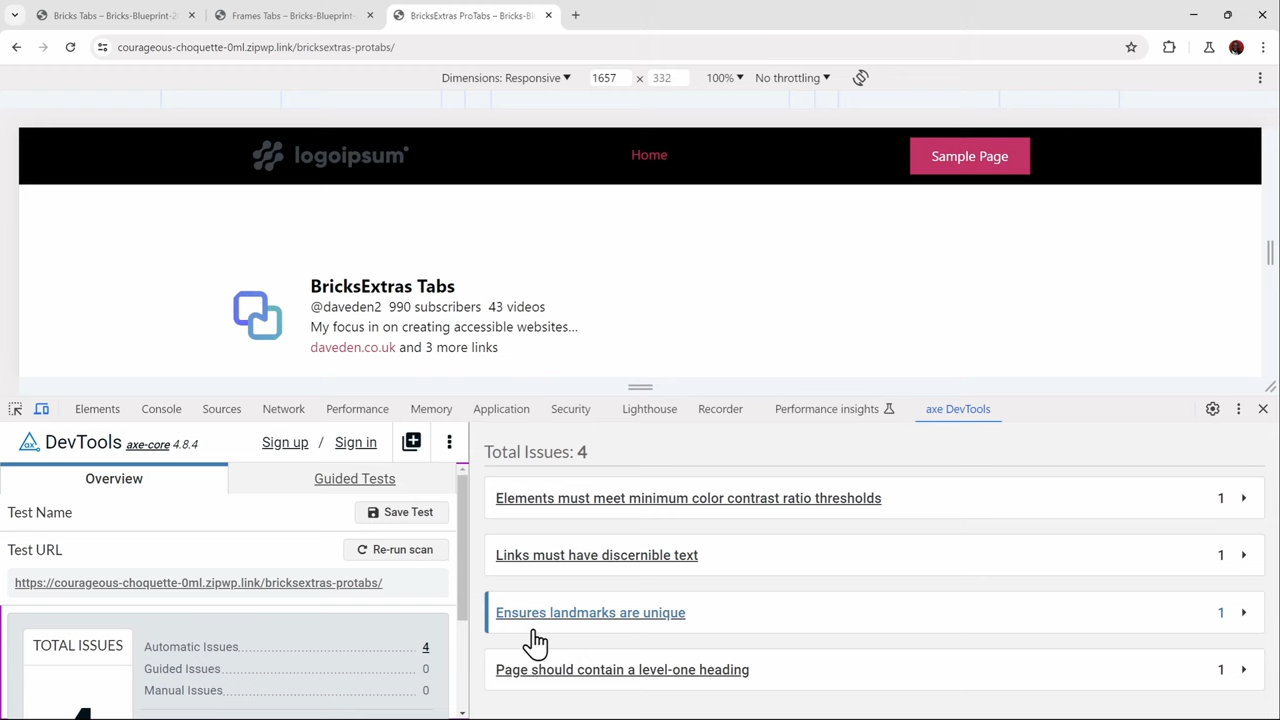 Bricks Tabs – Bricks-Blueprint-2
Frames Tabs – Bricks-Blueprint-
BricksExtras ProTabs – Bricks-Bl
courageous-choquette-0ml.zipwp.link/bricksextras-protabs/
Dimensions: Responsive 1657 × 332 100% No throttling
logoipsum
Home
Sample Page
BricksExtras Tabs
@daveden2 990 subscribers 43 videos
My focus in on creating accessible websites...
daveden.co.uk and 3 more links
Elements Console Sources Network Performance Memory Application Security Lighthouse Recorder Performance insights axe DevTools
ax DevTools axe-core 4.8.4 Sign up / Sign in
Overview Guided Tests
Test Name Save Test
Test URL Re-run scan
https://courageous-choquette-0ml.zipwp.link/bricksextras-protabs/
TOTAL ISSUES
4
Automatic Issues 4
Guided Issues 0
Manual Issues 0
Total Issues: 4
Elements must meet minimum color contrast ratio thresholds 1
Links must have discernible text 1
Ensures landmarks are unique 1
Page should contain a level-one heading 1